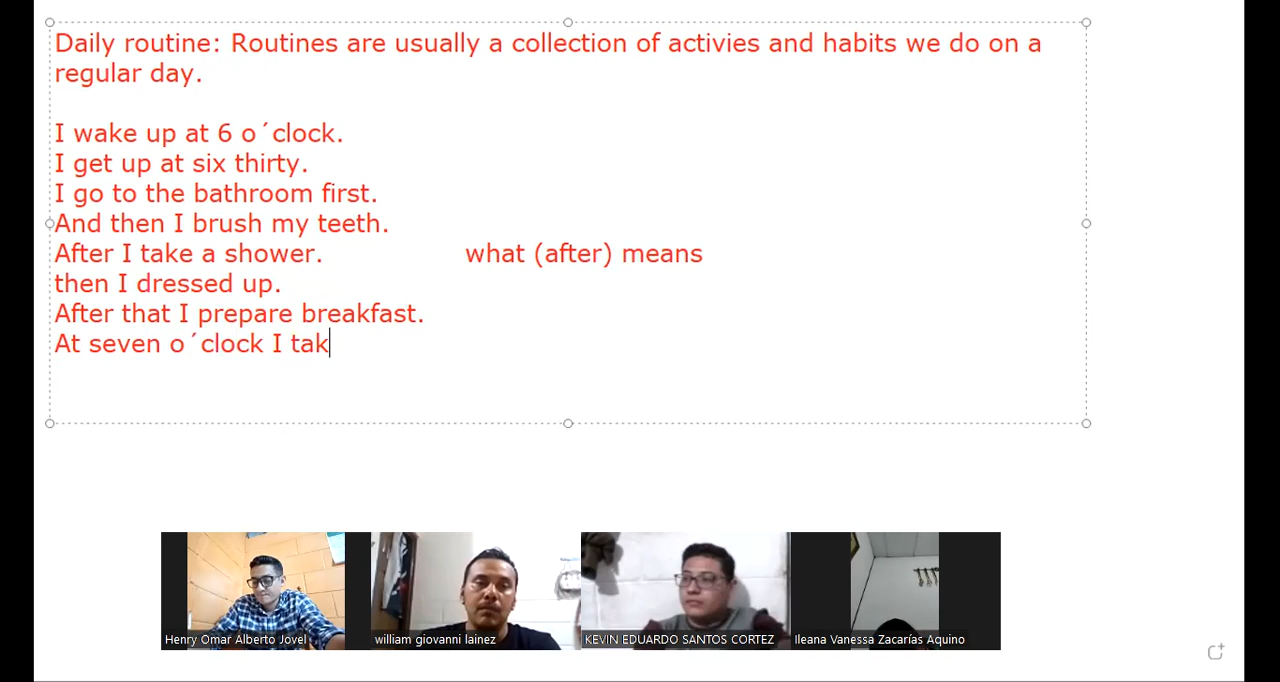 Daily routine: Routines are usually a collection of activies and habits we do on a
regular day.
I wake up at 6 o´clock.
I get up at six thirty.
I go to the bathroom first.
And then I brush my teeth.
After I take a shower. what (after) means
then I dressed up.
After that I prepare breakfast.
At seven o´clock I tak
Henry Omar Alberto Jovel
william giovanni lainez
KEVIN EDUARDO SANTOS CORTEZ
Ileana Vanessa Zacarías Aquino